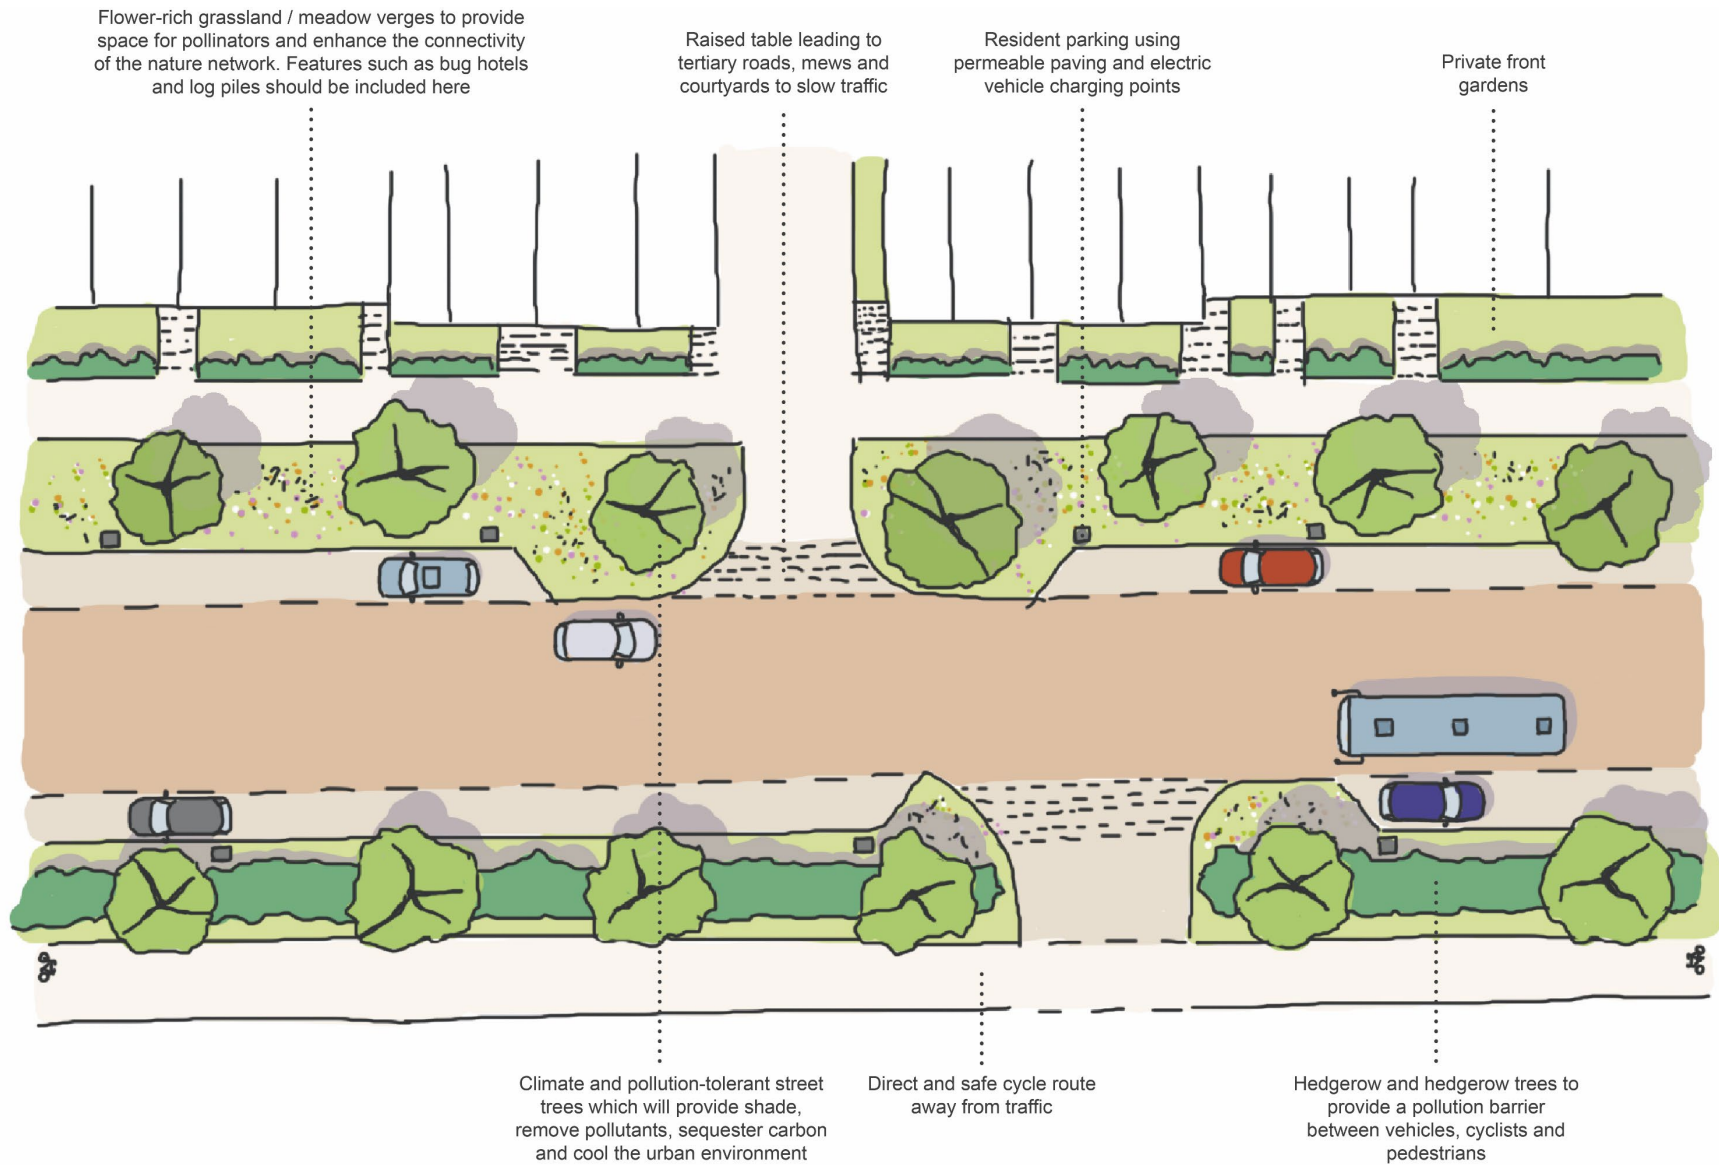 Flower-rich grassland / meadow verges to provide
space for pollinators and enhance the connectivity
of the nature network. Features such as bug hotels
and log piles should be included here
Raised table leading to
tertiary roads, mews and
courtyards to slow traffic
Resident parking using
permeable paving and electric
vehicle charging points
Private front
gardens
Climate and pollution-tolerant street
trees which will provide shade,
remove pollutants, sequester carbon
and cool the urban environment
Direct and safe cycle route
away from traffic
Hedgerow and hedgerow trees to
provide a pollution barrier
between vehicles, cyclists and
pedestrians